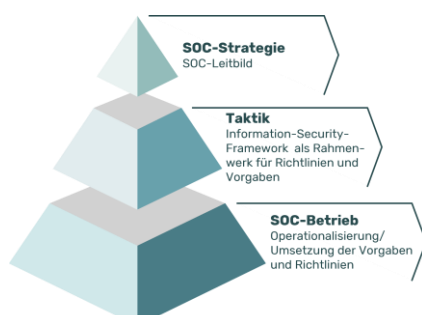 SOC-Strategie
SOC-Leitbild
Taktik
Information-Security-
Framework als Rahmen-
werk für Richtlinien und
Vorgaben
SOC-Betrieb
Operationalisierung/
Umsetzung der Vorgaben
und Richtlinien